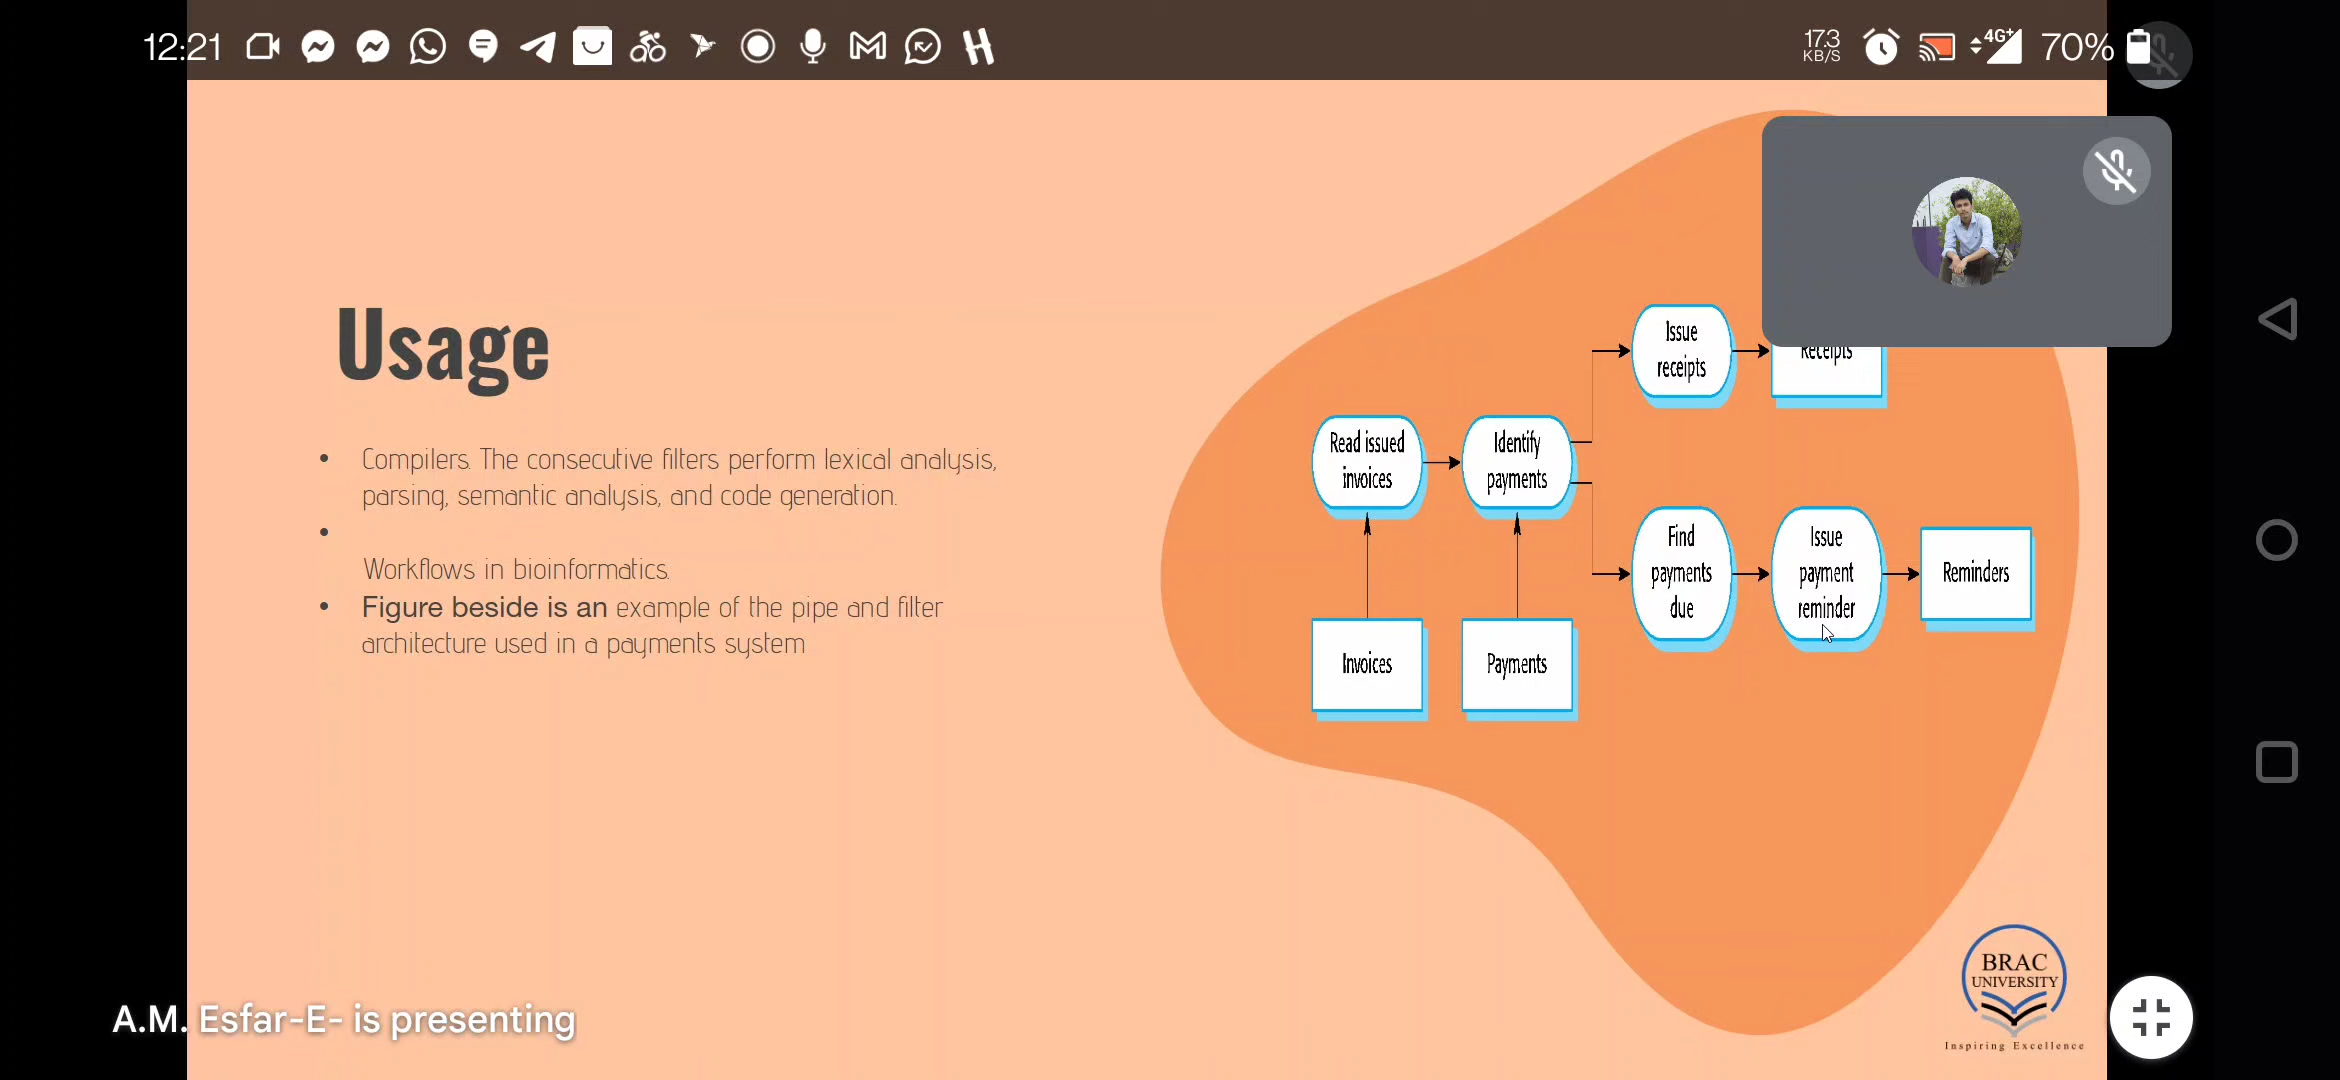 12:21
17.3
KB/S
4G+
70%
Usage
• Compilers. The consecutive filters perform lexical analysis,
parsing, semantic analysis, and code generation.
•
Workflows in bioinformatics.
• Figure beside is an example of the pipe and filter
architecture used in a payments system
Issue
receipts
Receipts
Read issued
invoices
Identify
payments
Find
payments
due
Issue
payment
reminder
Reminders
Invoices
Payments
BRAC
UNIVERSITY
Inspiring Excellence
A.M. Esfar-E- is presenting